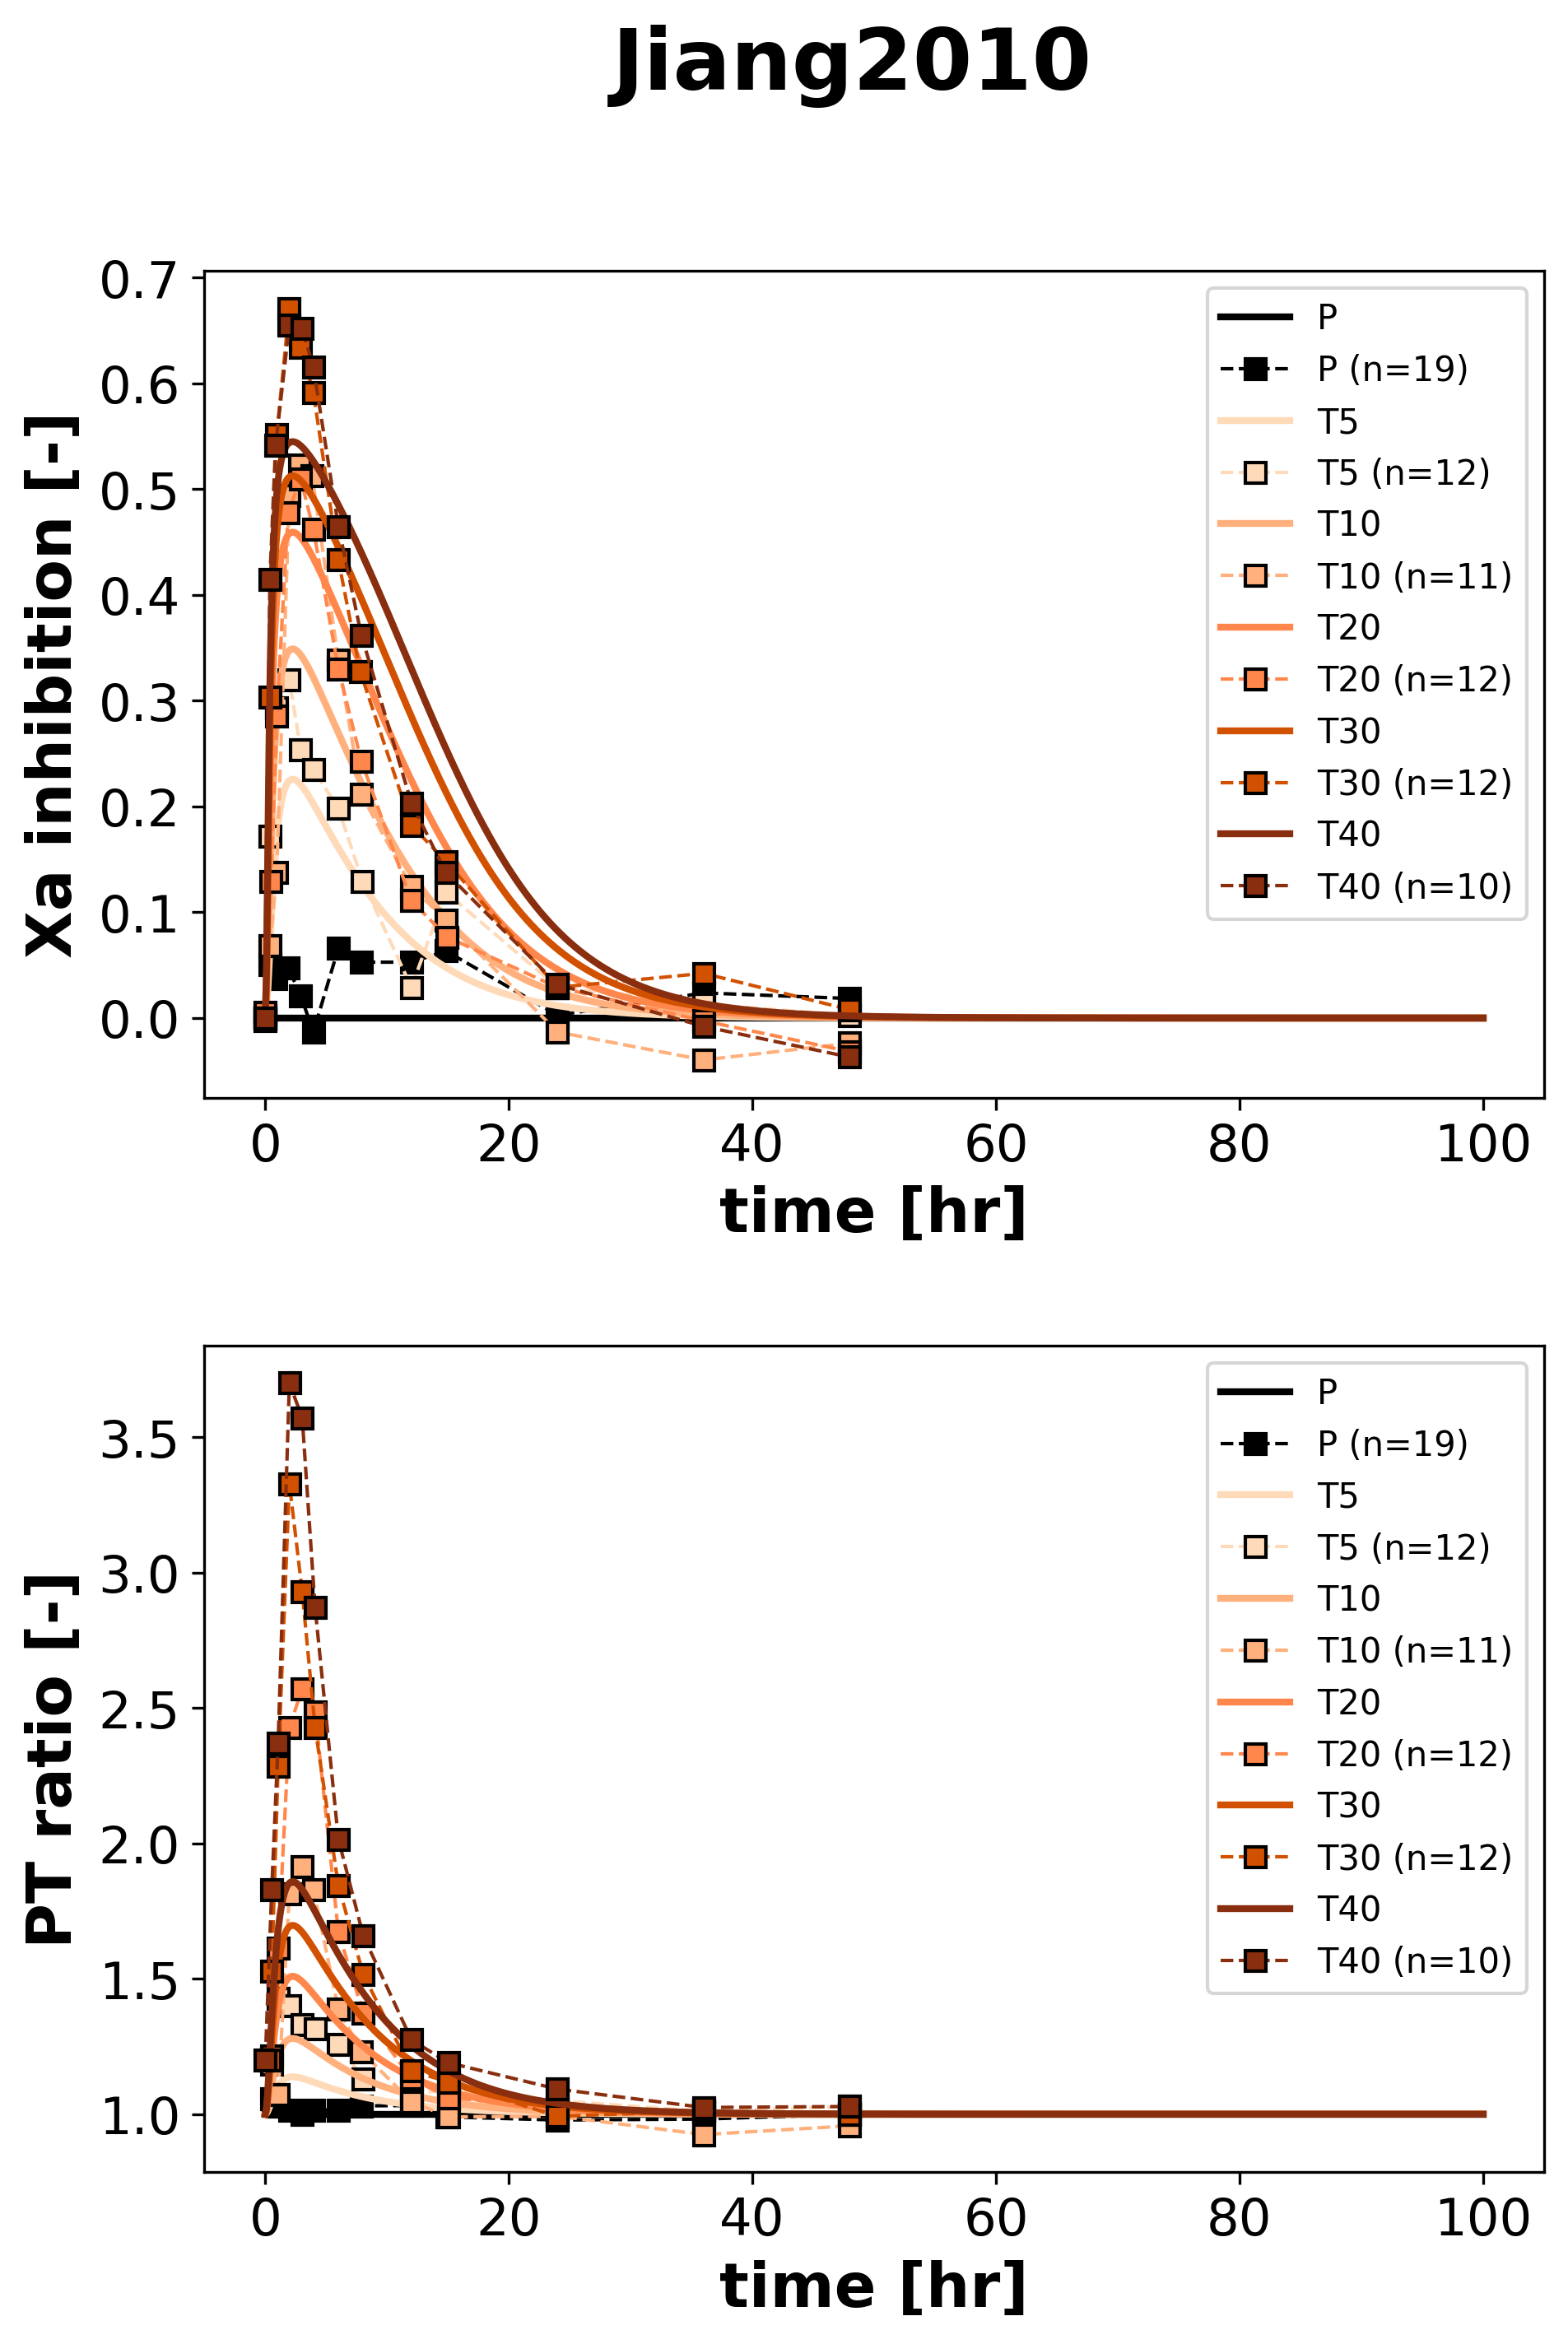 Jiang2010
Xa inhibition [-]
0.7
0.6
0.5
0.4
0.3
0.2
0.1
0.0
P
P (n=19)
T5
T5 (n=12)
T10
T10 (n=11)
T20
T20 (n=12)
T30
T30 (n=12)
T40
T40 (n=10)
0 20 40 60 80 100
time [hr]
PT ratio [-]
3.5
3.0
2.5
2.0
1.5
1.0
P
P (n=19)
T5
T5 (n=12)
T10
T10 (n=11)
T20
T20 (n=12)
T30
T30 (n=12)
T40
T40 (n=10)
0 20 40 60 80 100
time [hr]